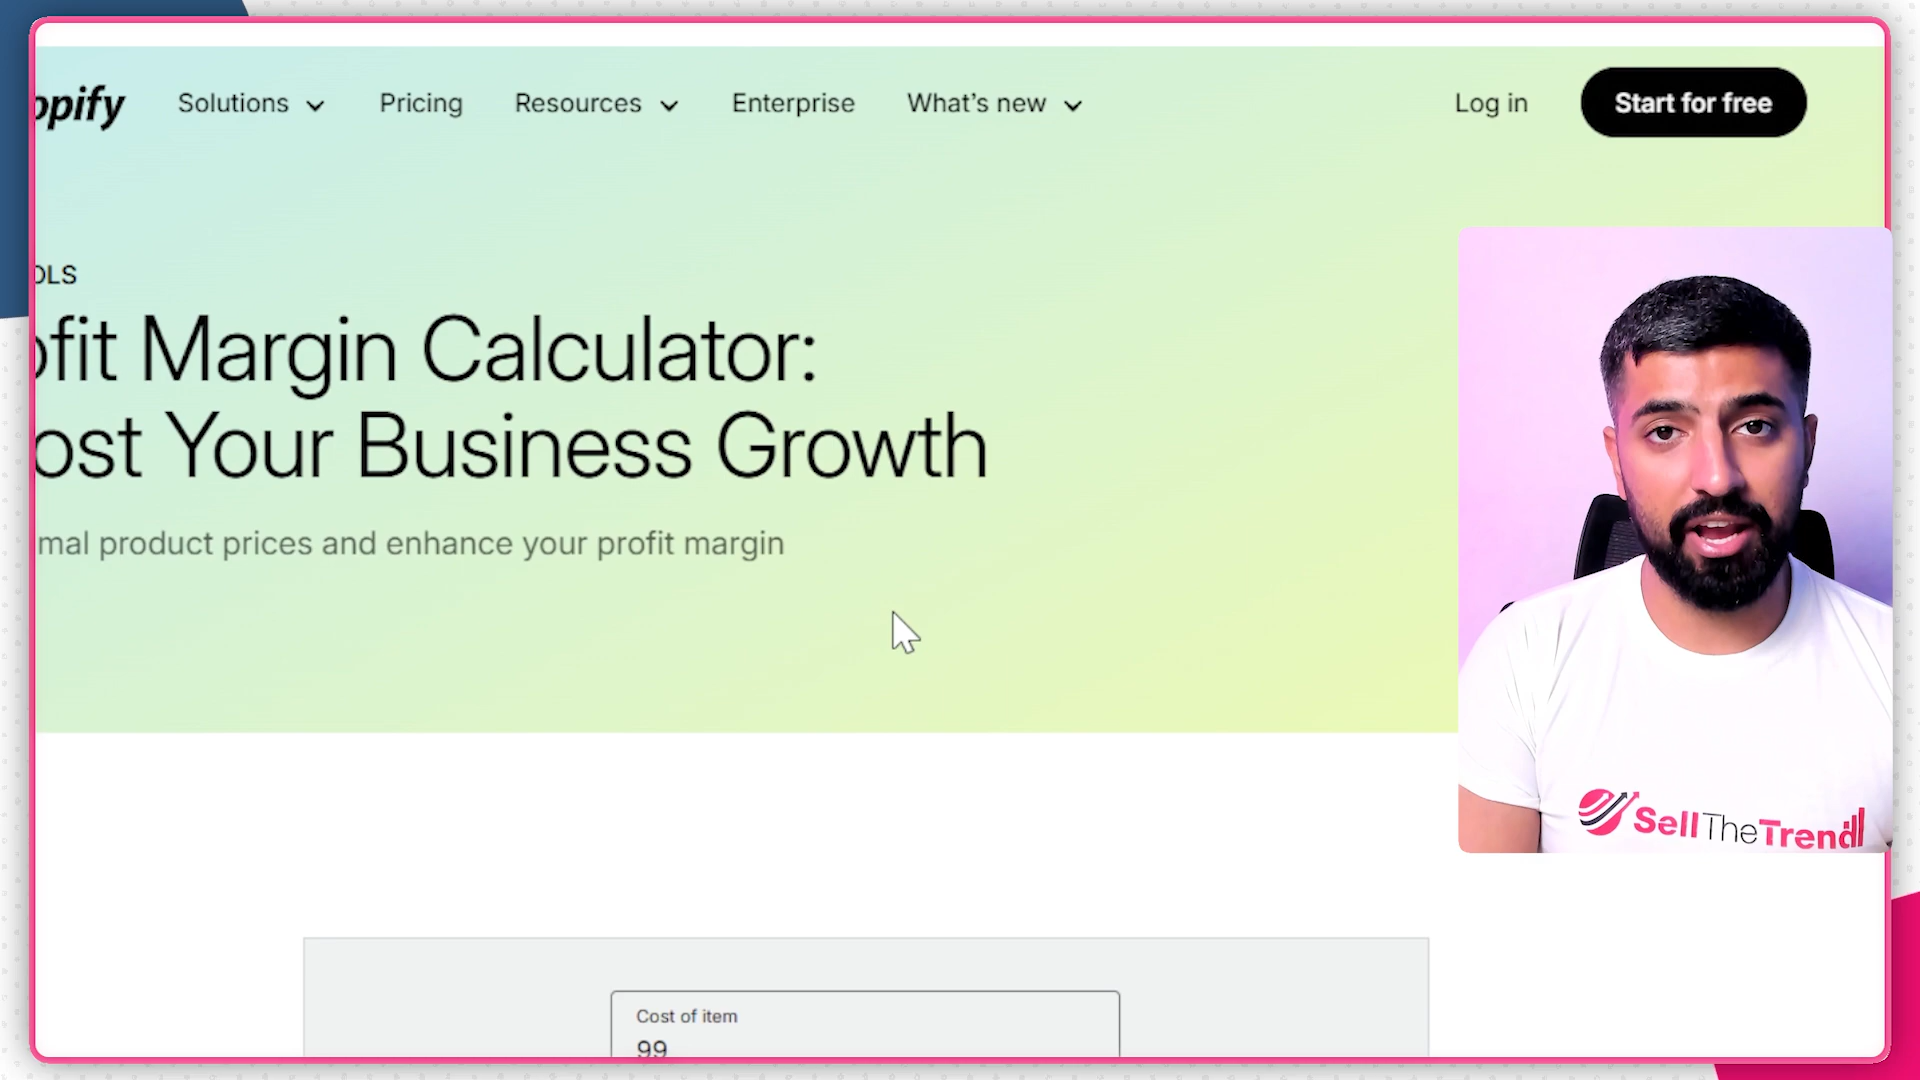 opify
Solutions
Pricing
Resources
Enterprise
What's new
Log in
Start for free
OLS
ofit Margin Calculator:
ost Your Business Growth
mal product prices and enhance your profit margin
SellTheTrend
Cost of item
99